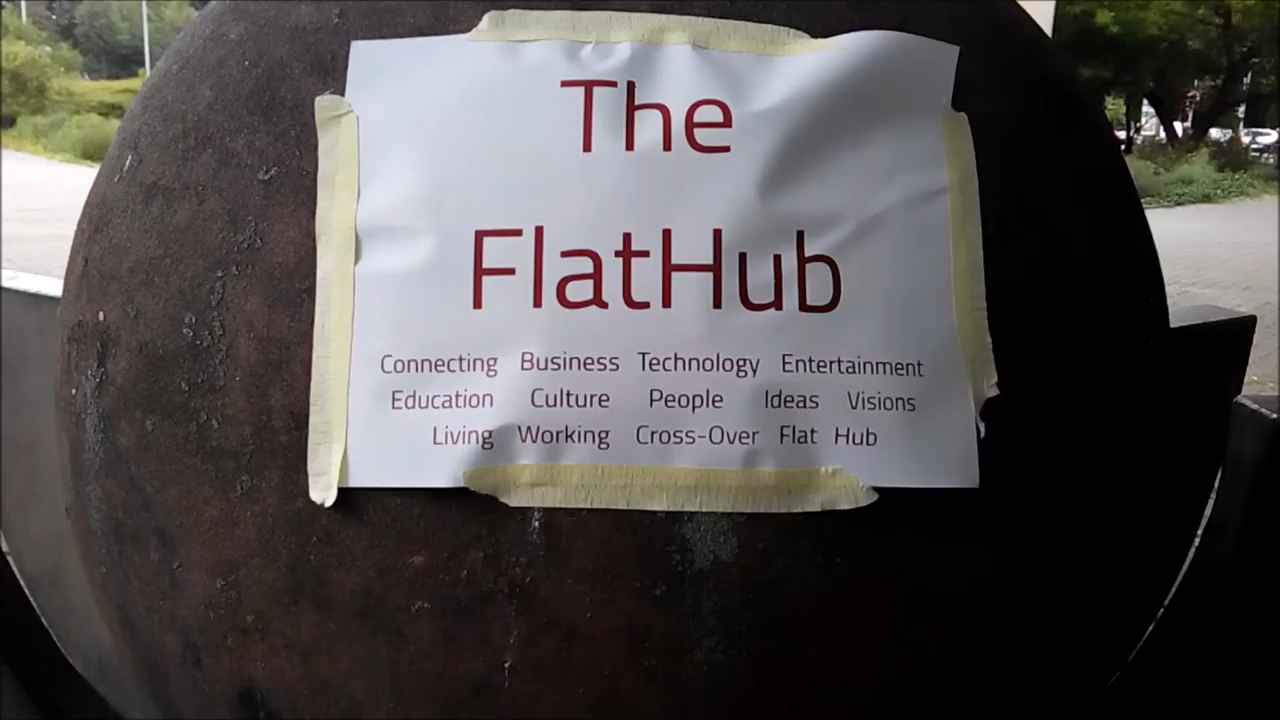 The
FlatHub
Connecting Business Technology Entertainment
Education Culture People Ideas Visions
Living Working Cross-Over Flat Hub